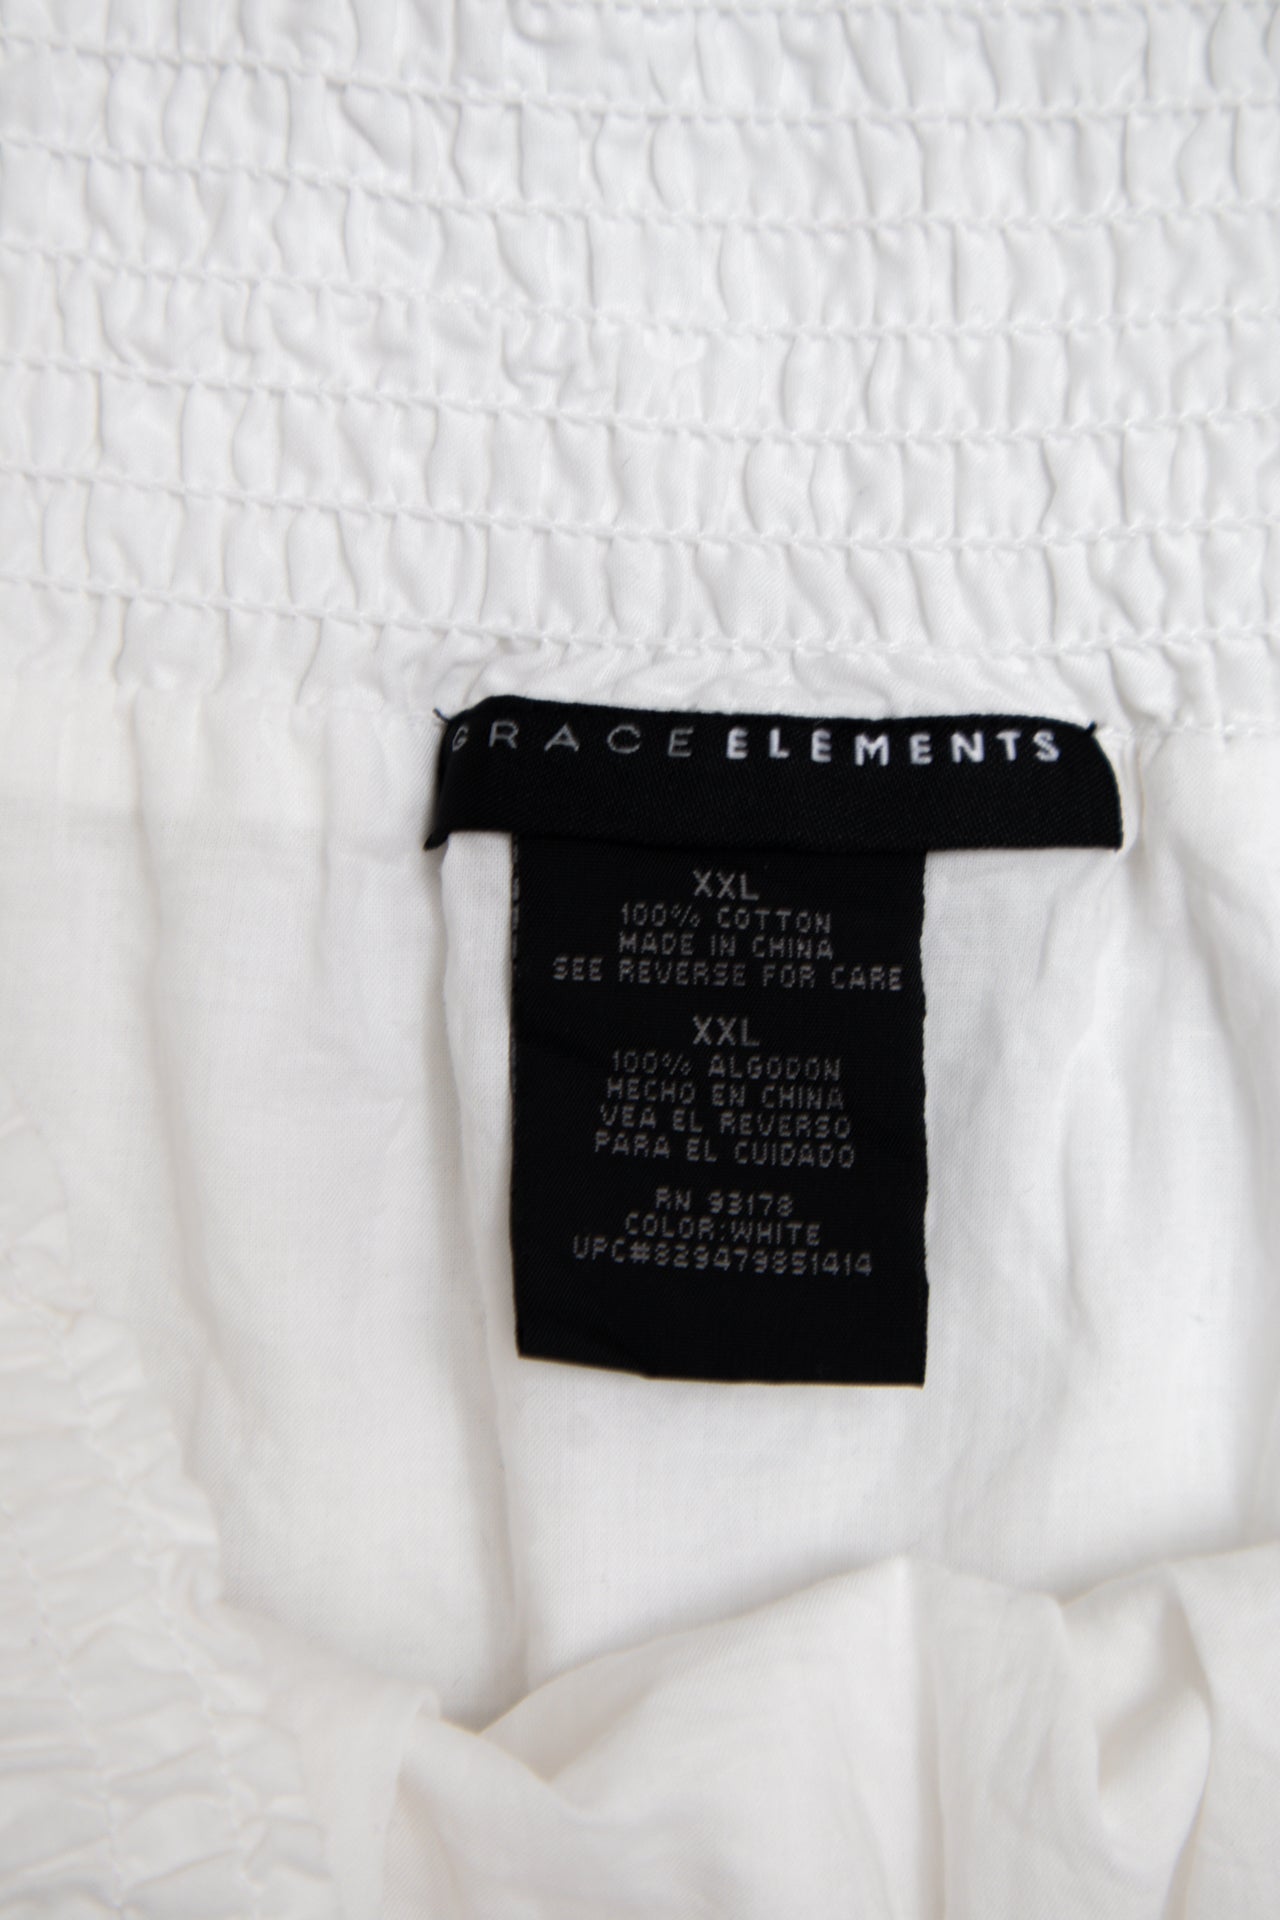 GRACE ELEMENTS
XXL
100% COTTON
MADE IN CHINA
SEE REVERSE FOR CARE
XXL
100% ALGODON
HECHO EN CHINA
VEA EL REVERSO
PARA EL CUIDADO
RN 93178
COLOR:WHITE
UPC#829479851414